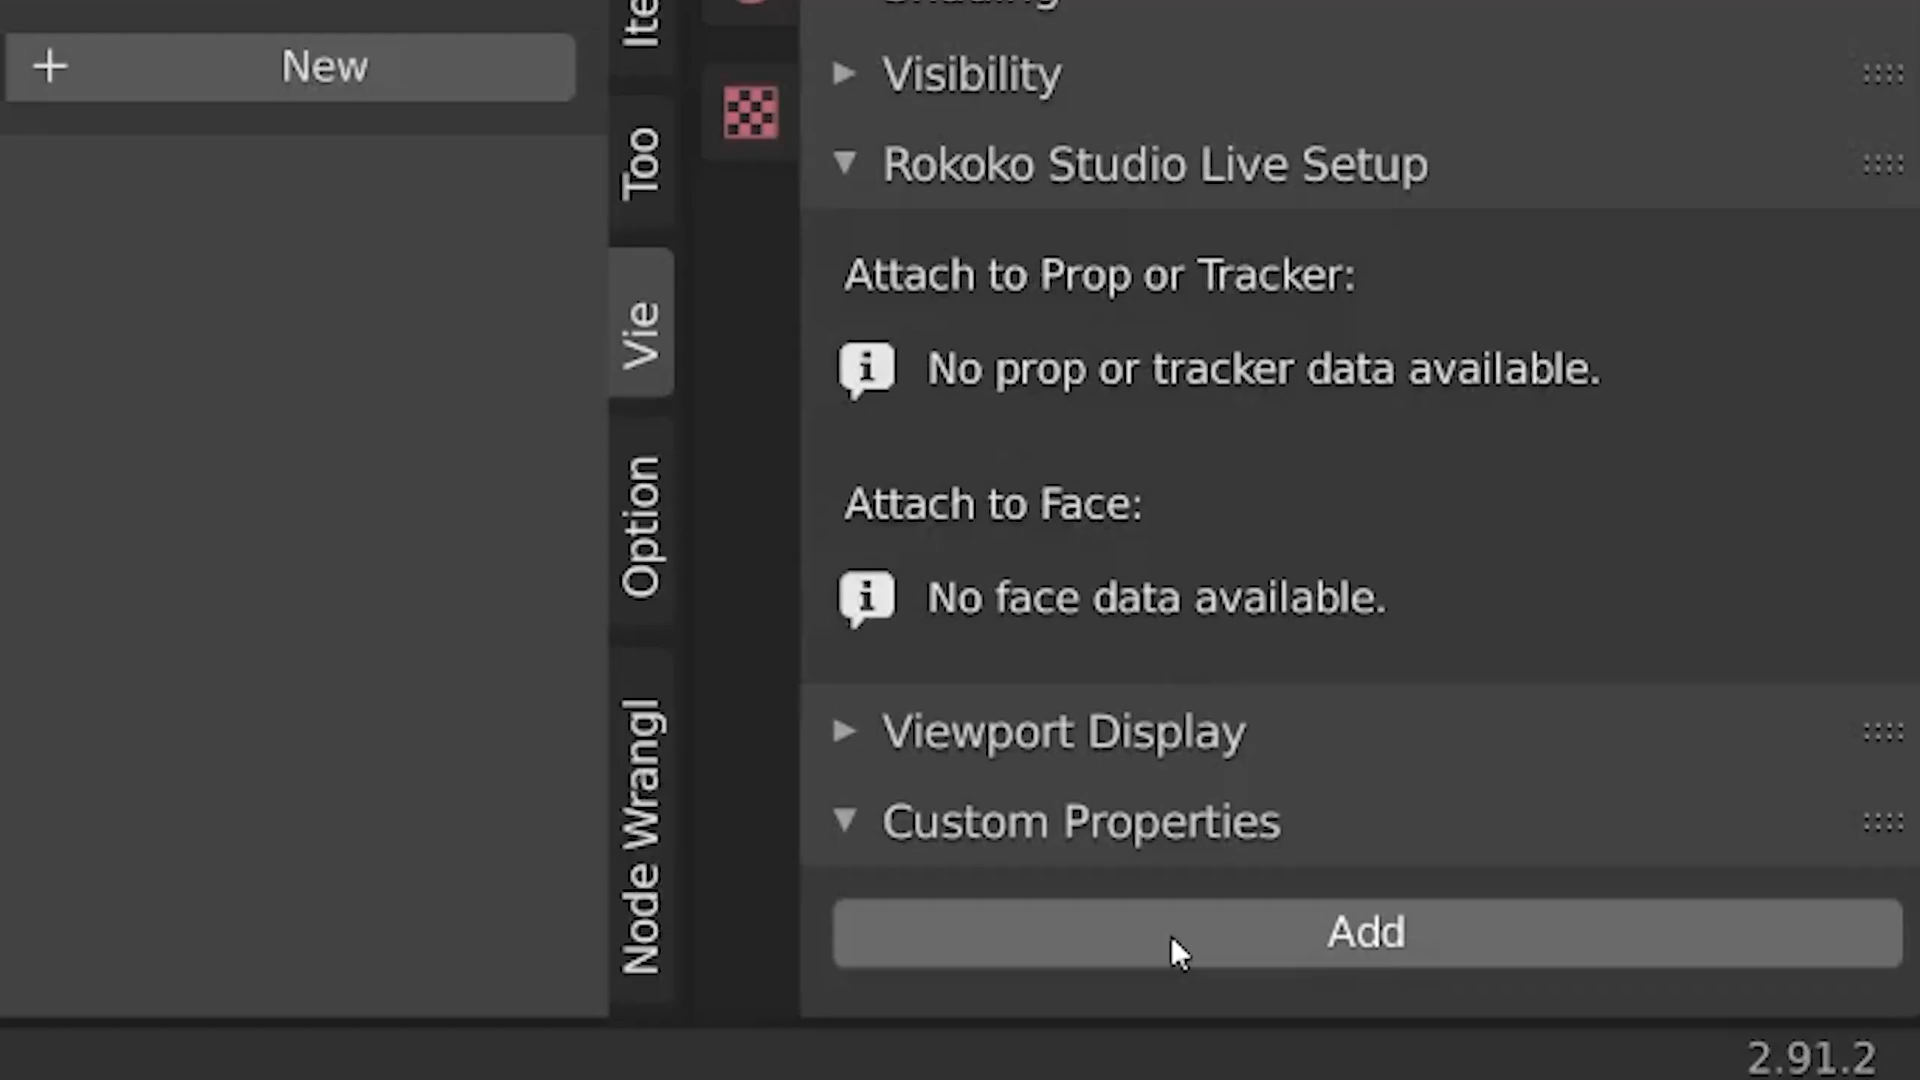 New
Ite
Too
Vie
Option
Node Wrangl
Visibility
Rokoko Studio Live Setup
Attach to Prop or Tracker:
No prop or tracker data available.
Attach to Face:
No face data available.
Viewport Display
Custom Properties
Add
2.91.2